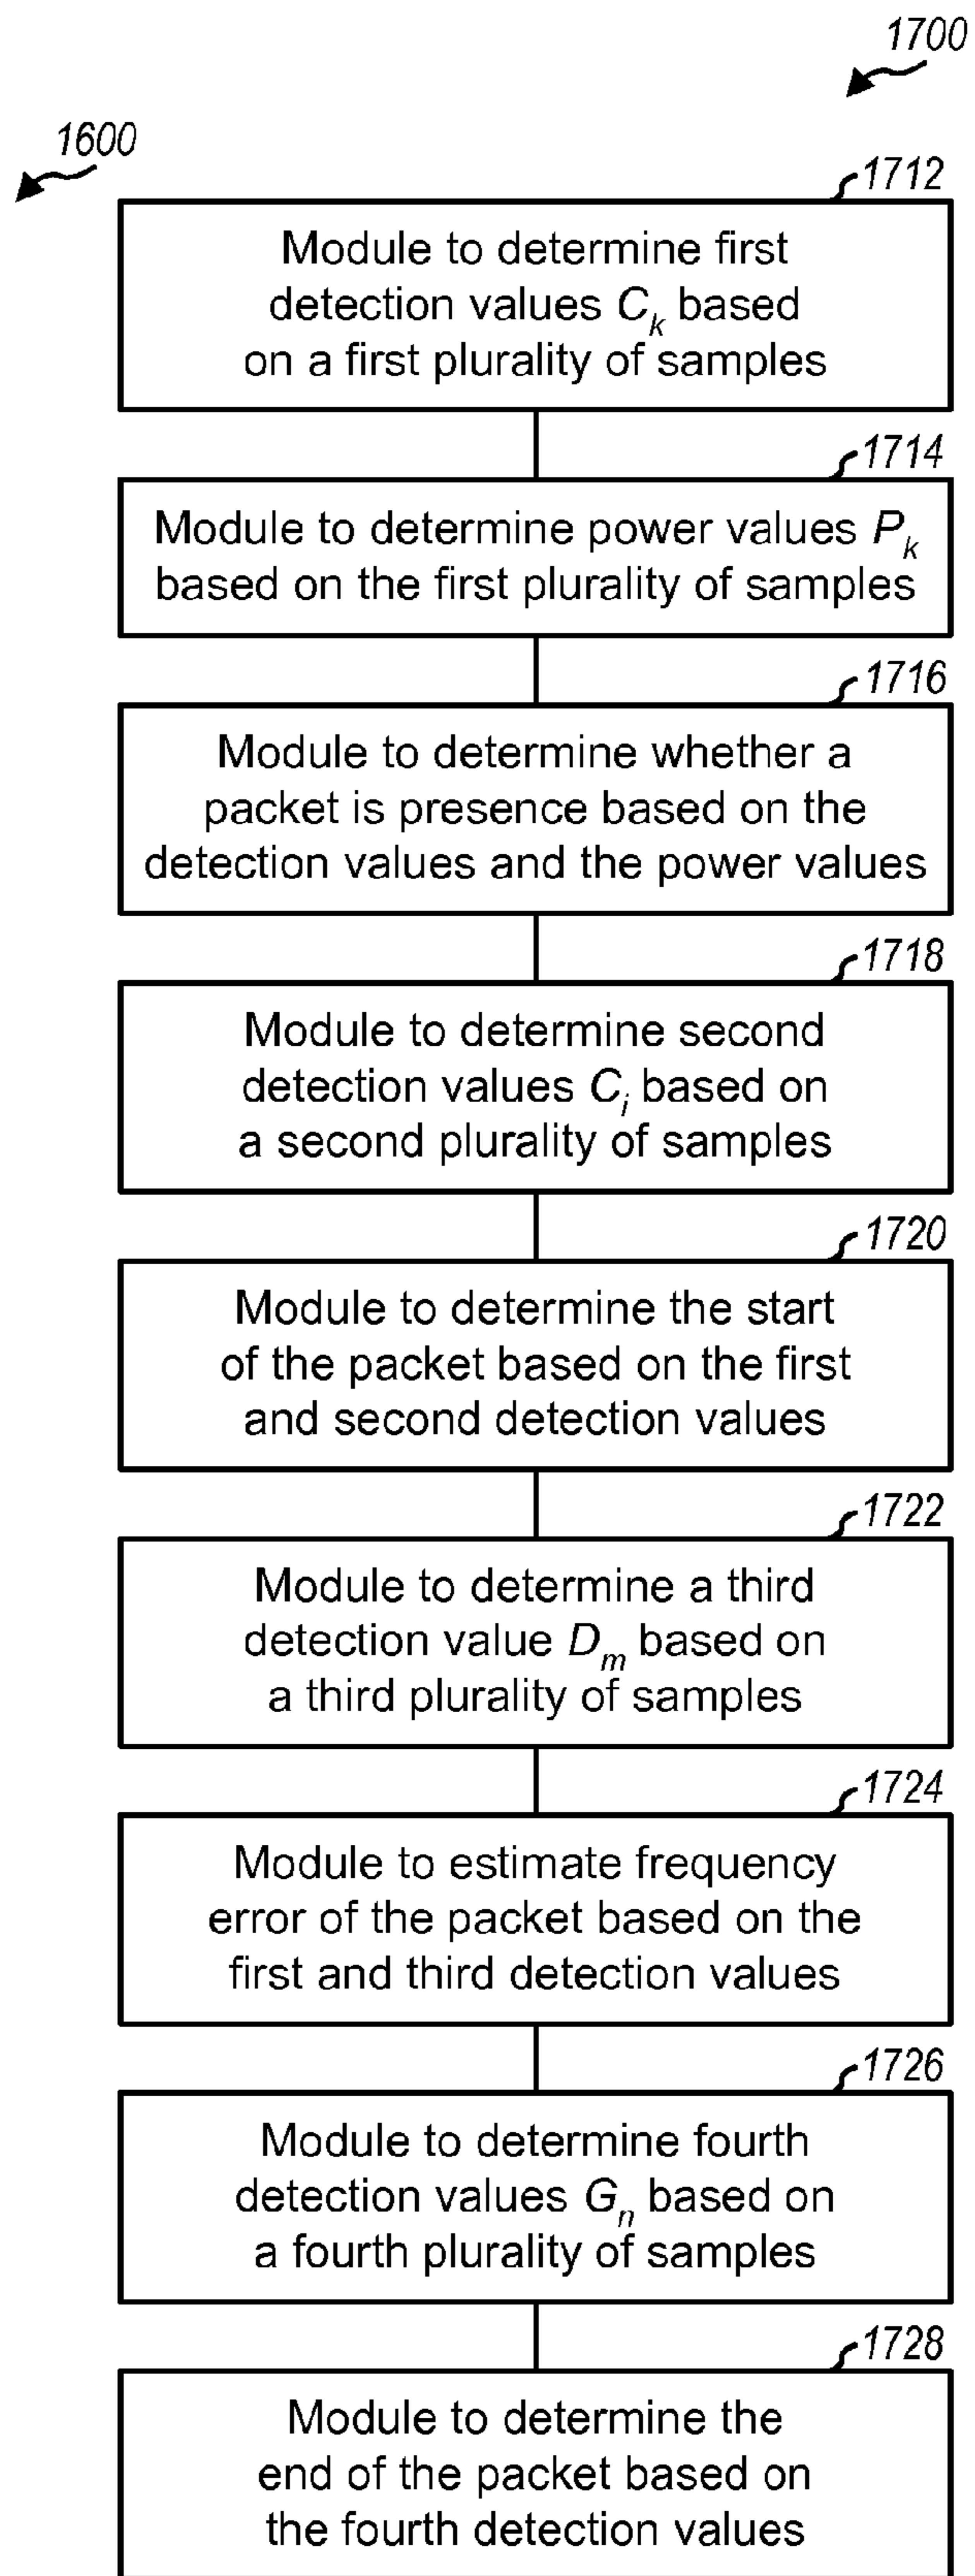 1700
1600
1712
Module to determine first
detection values Ck based
on a first plurality of samples
1714
Module to determine power values Pk
based on the first plurality of samples
1716
Module to determine whether a
packet is presence based on the
detection values and the power values
1718
Module to determine second
detection values Ci based on
a second plurality of samples
1720
Module to determine the start
of the packet based on the first
and second detection values
1722
Module to determine a third
detection value Dm based on
a third plurality of samples
1724
Module to estimate frequency
error of the packet based on the
first and third detection values
1726
Module to determine fourth
detection values Gn based on
a fourth plurality of samples
1728
Module to determine the
end of the packet based on
the fourth detection values